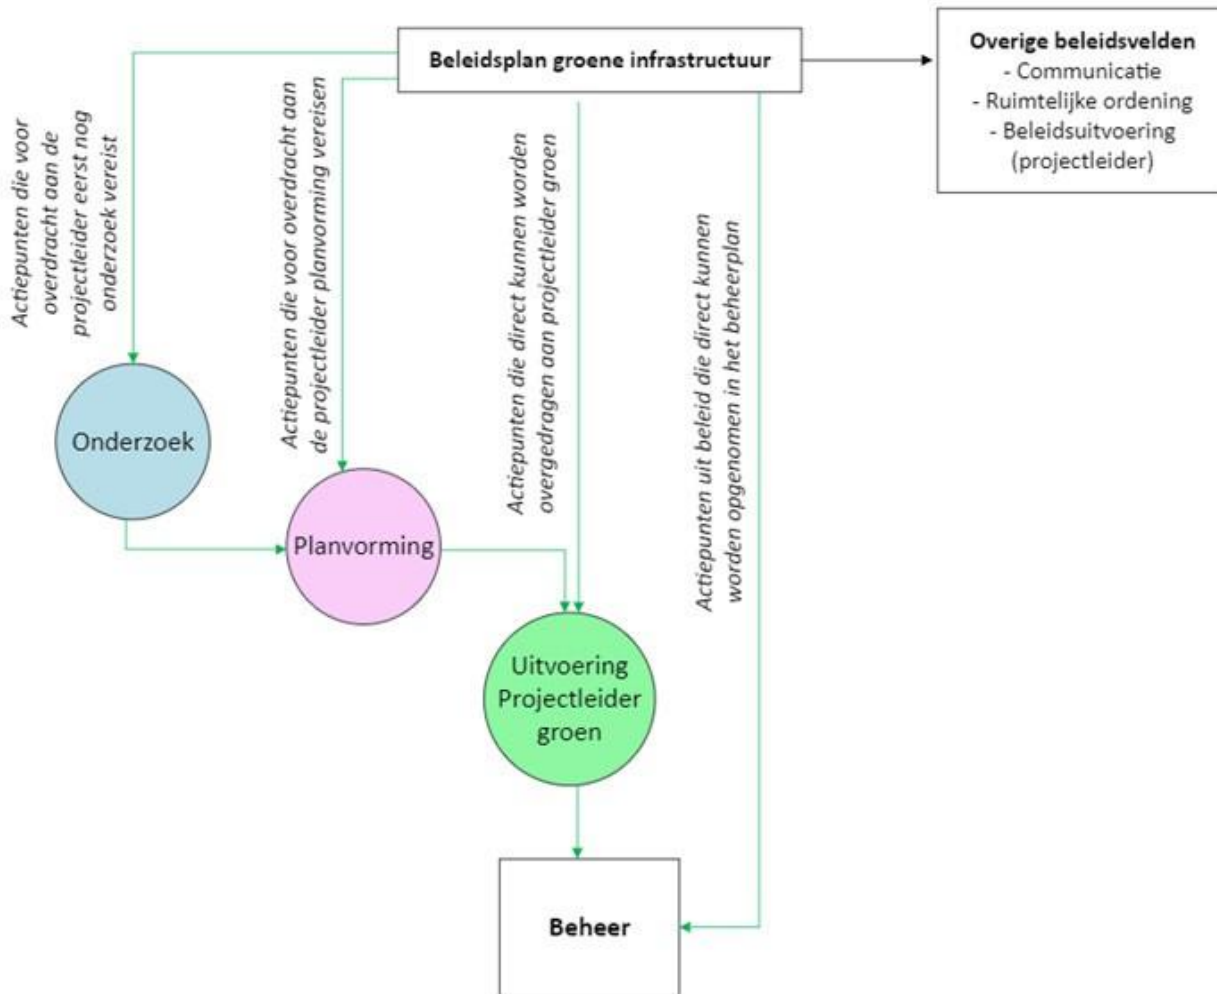 Beleidsplan groene infrastructuur
Overige beleidsvelden
- Communicatie
- Ruimtelijke ordening
- Beleidsuitvoering
(projectleider)
Actiepunten die voor
overdracht aan de
projectleider eerst nog
onderzoek vereist
Actiepunten die voor overdracht aan
de projectleider planvorming vereisen
Actiepunten die direct kunnen worden
overgedragen aan projectleider groen
Actiepunten uit beleid die direct kunnen
worden opgenomen in het beheerplan
Onderzoek
Planvorming
Uitvoering
Projectleider
groen
Beheer